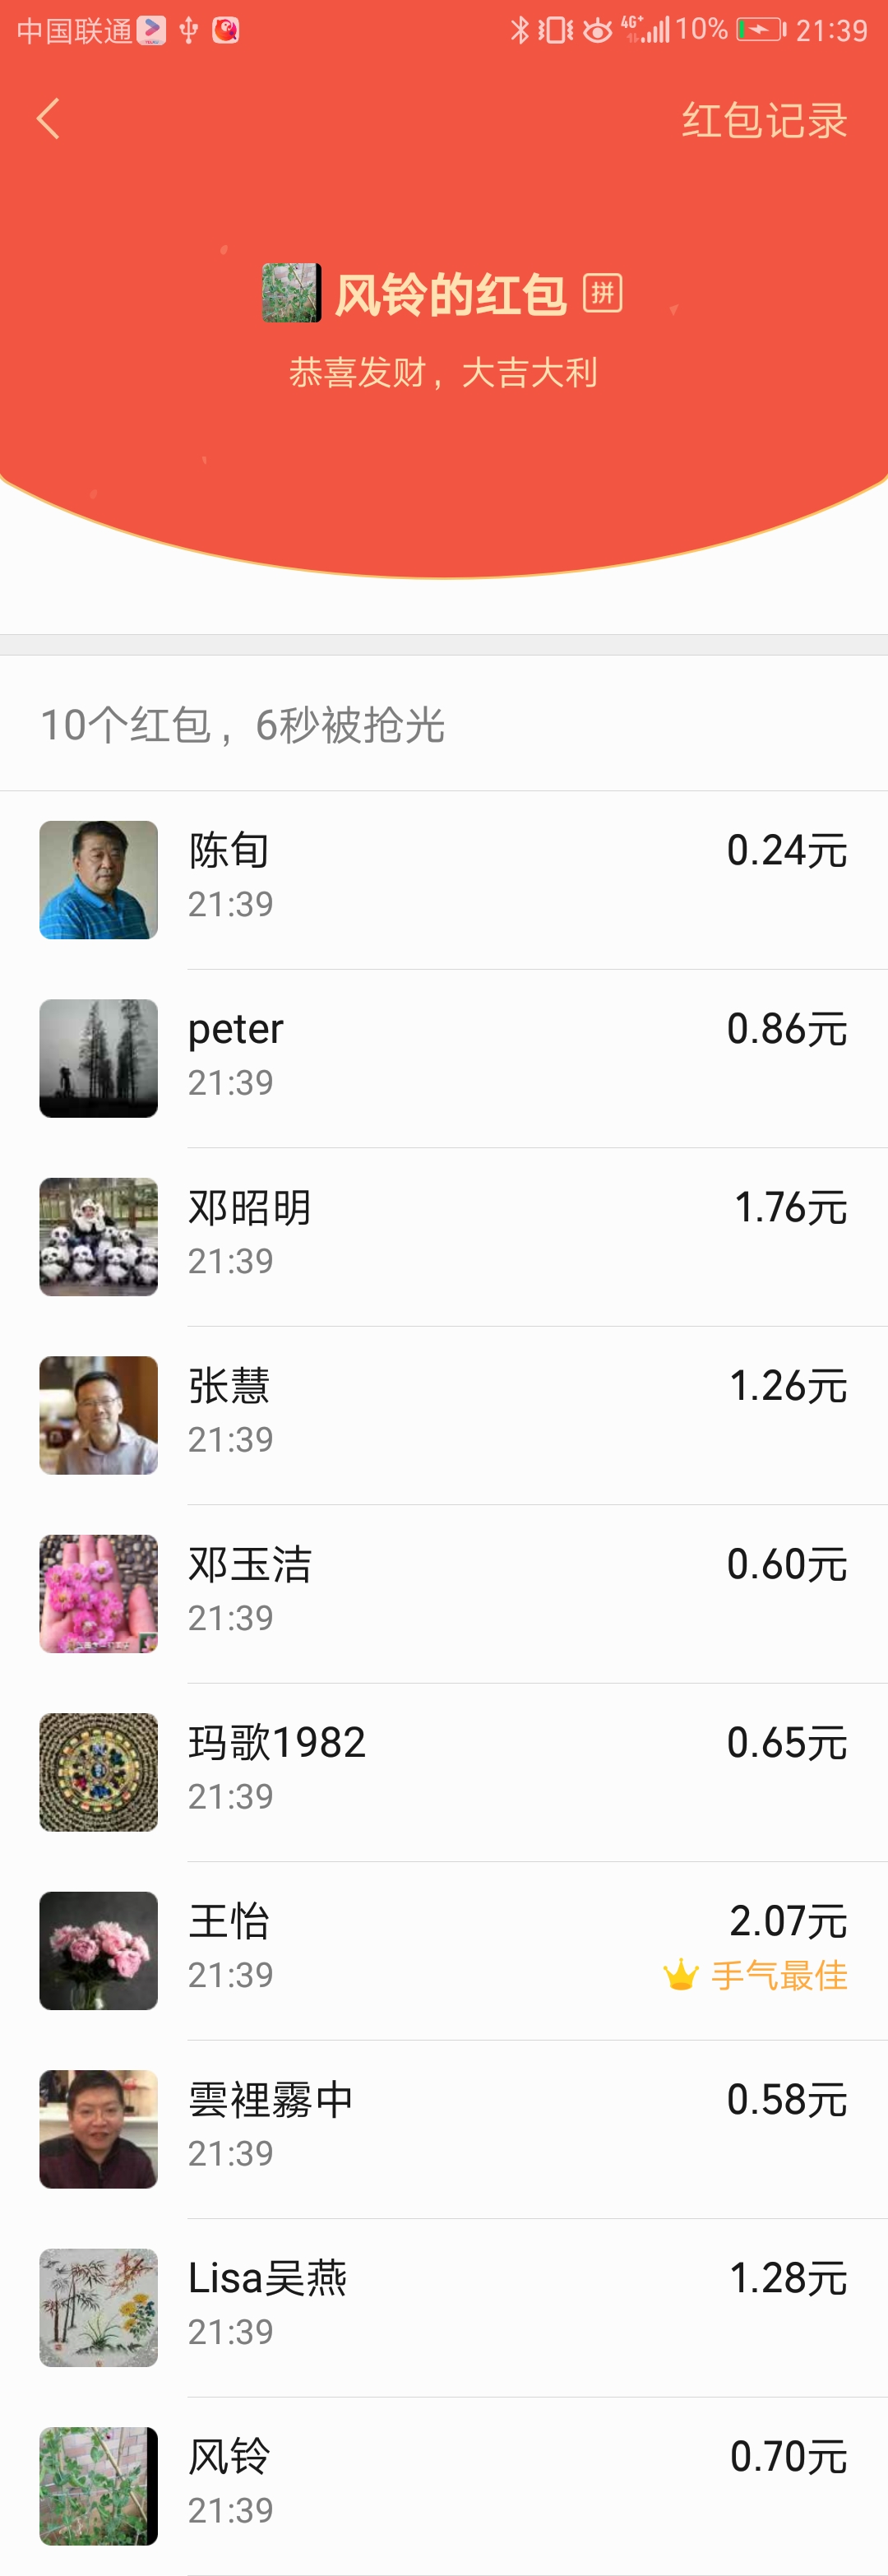 中国联通 4G+ 10% 21:39
红包记录
风铃的红包 拼
恭喜发财，大吉大利
10个红包，6秒被抢光
陈旬 0.24元
21:39
peter 0.86元
21:39
邓昭明 1.76元
21:39
张慧 1.26元
21:39
邓玉洁 0.60元
21:39
玛歌1982 0.65元
21:39
王怡 2.07元
21:39 手气最佳
雲裡霧中 0.58元
21:39
Lisa吴燕 1.28元
21:39
风铃 0.70元
21:39